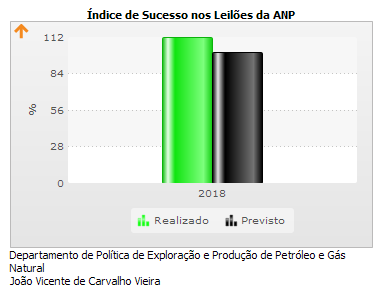 Índice de Sucesso nos Leilões da ANP
112
84
56
28
0
%
2018
Realizado Previsto
Departamento de Política de Exploração e Produção de Petróleo e Gás
Natural
João Vicente de Carvalho Vieira